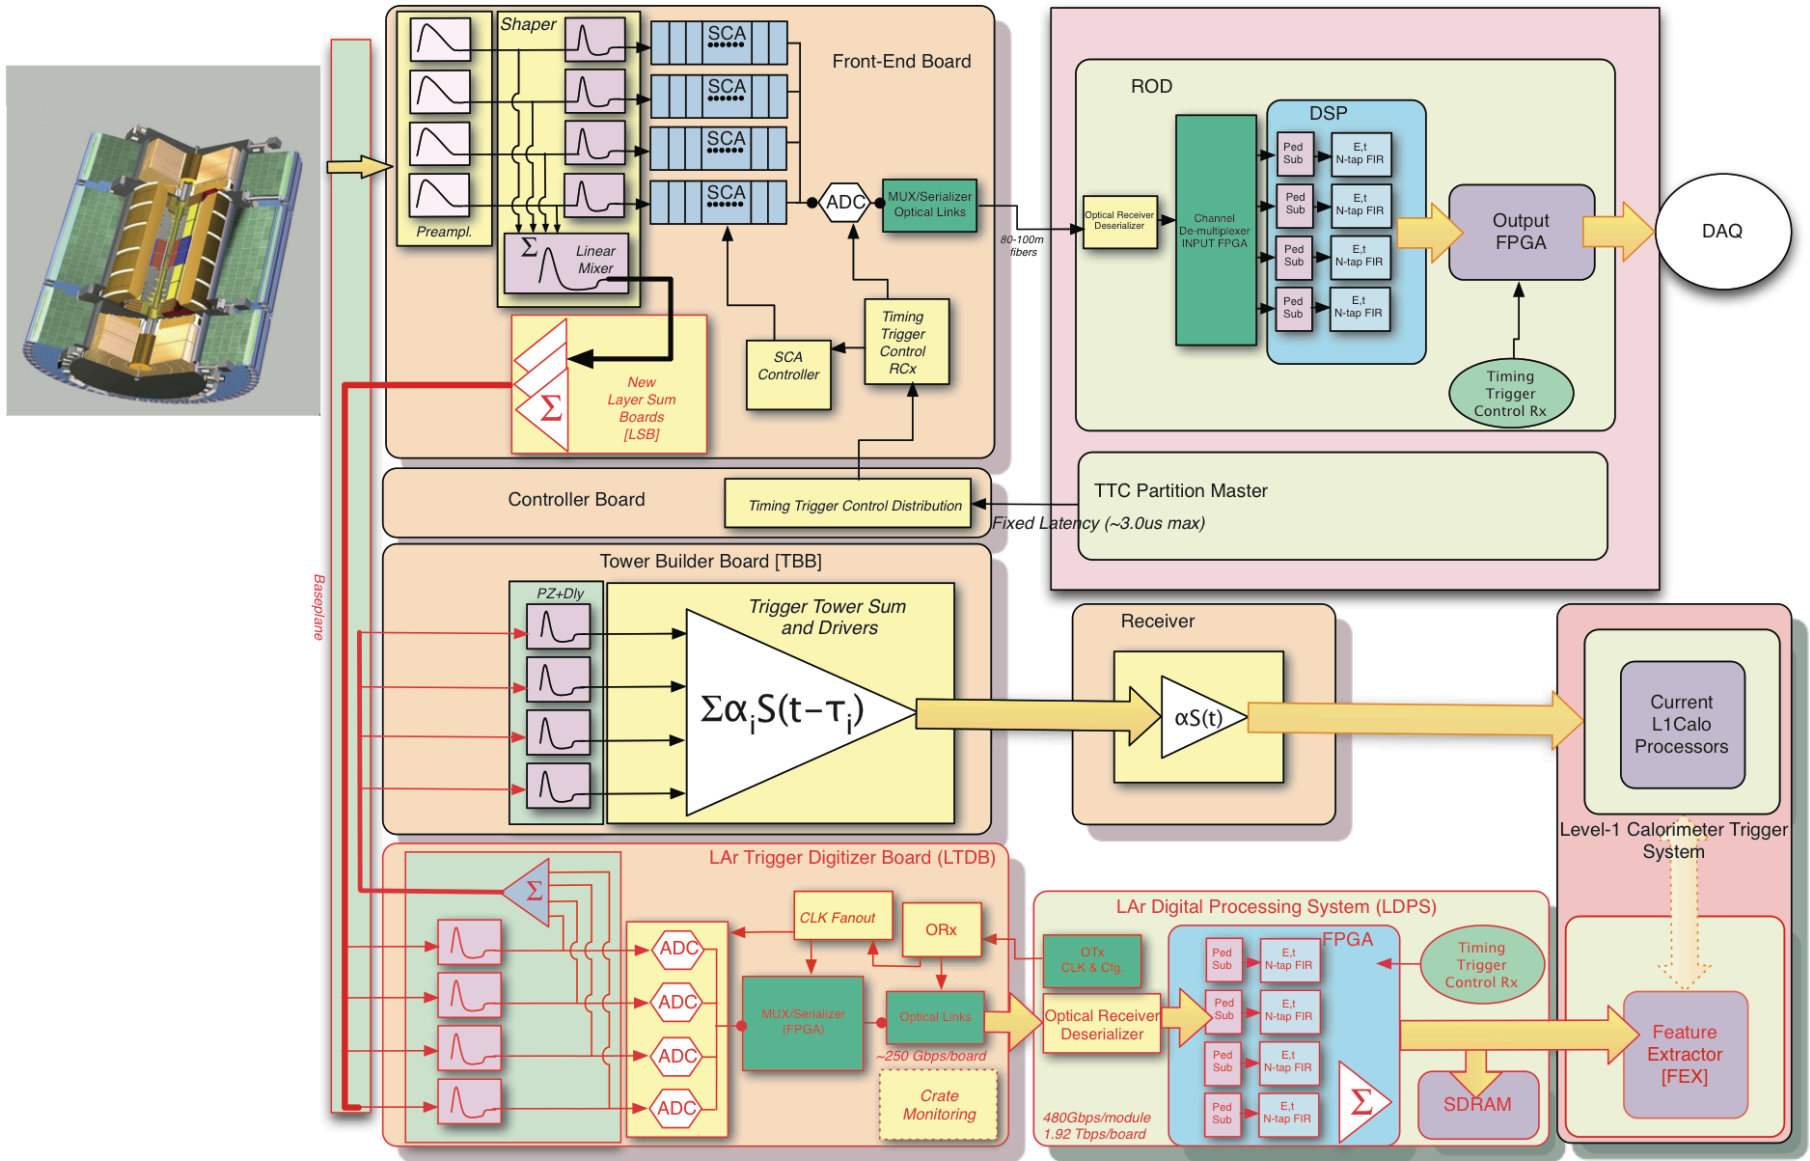 Shaper
Preampl.
Σ
Linear
Mixer
SCA
SCA
SCA
SCA
Front-End Board
ADC
MUX/Serializer
Optical Links
80-100m
fibers
Timing
Trigger
Control
RCx
SCA
Controller
New
Layer Sum
Boards
[LSB]
Σ
Baseplane
Controller Board
Timing Trigger Control Distribution
Fixed Latency (~3.0us max)
ROD
Optical Receiver
Deserializer
Channel
De-multiplexer
INPUT FPGA
DSP
Ped
Sub
E,t
N-tap FIR
Ped
Sub
E,t
N-tap FIR
Ped
Sub
E,t
N-tap FIR
Ped
Sub
E,t
N-tap FIR
Output
FPGA
DAQ
Timing
Trigger
Control Rx
TTC Partition Master
Tower Builder Board [TBB]
PZ+Dly
Trigger Tower Sum
and Drivers
ΣαᵢS(t−τᵢ)
Receiver
αS(t)
Current
L1Calo
Processors
Level-1 Calorimeter Trigger
System
LAr Trigger Digitizer Board (LTDB)
Σ
ADC
ADC
ADC
ADC
CLK Fanout
ORx
MUX/Serializer
(FPGA)
Optical Links
~250 Gbps/board
Crate
Monitoring
LAr Digital Processing System (LDPS)
OTx
CLK & Cfg.
Optical Receiver
Deserializer
480Gbps/module
1.92 Tbps/board
FPGA
Ped
Sub
E,t
N-tap FIR
Ped
Sub
E,t
N-tap FIR
Ped
Sub
E,t
N-tap FIR
Ped
Sub
E,t
N-tap FIR
Σ
Timing
Trigger
Control Rx
SDRAM
Feature
Extractor
[FEX]